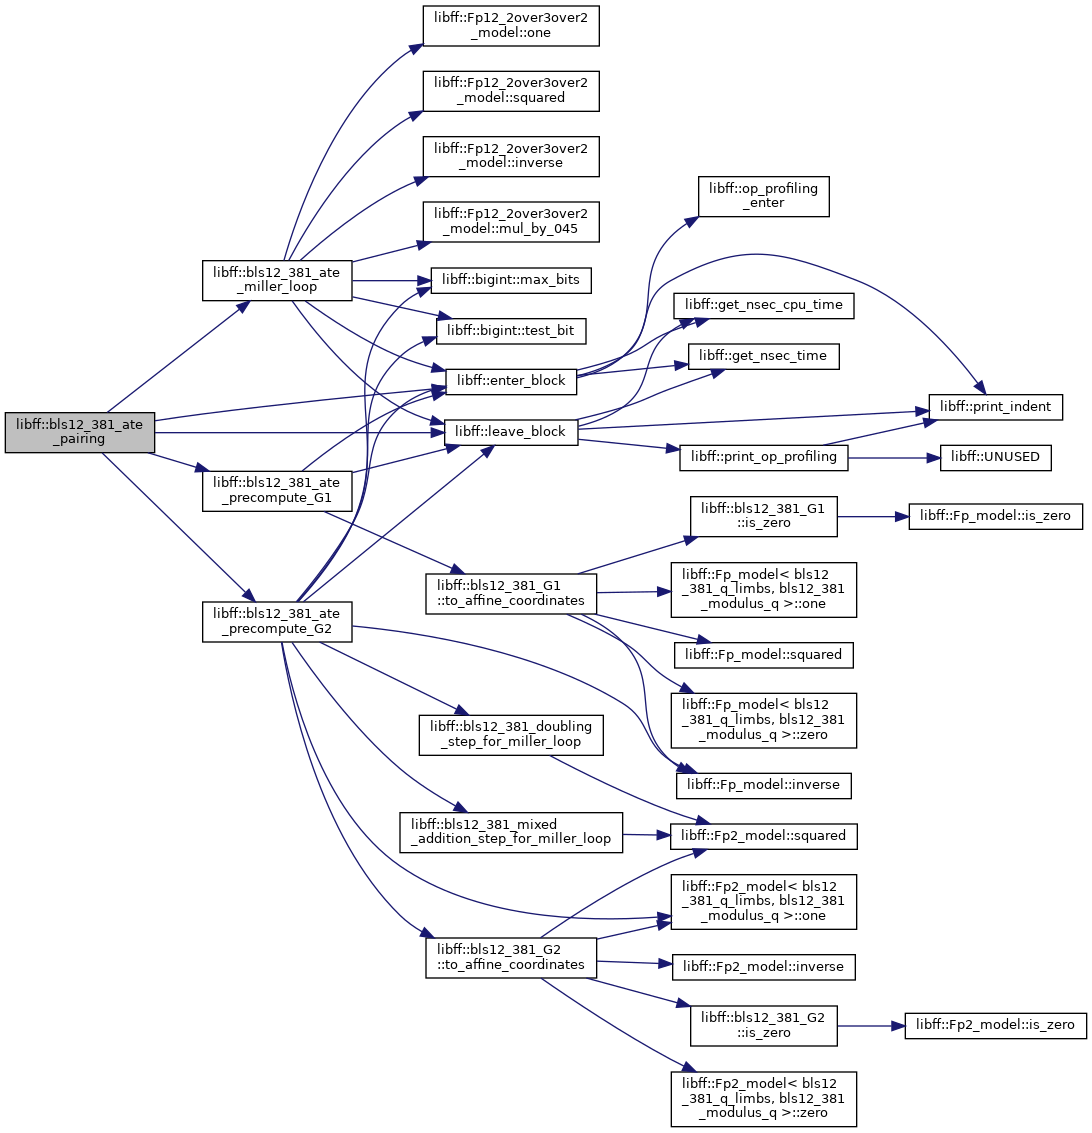 libff::Fp12_2over3over2
_model::one
libff::Fp12_2over3over2
_model::squared
libff::Fp12_2over3over2
_model::inverse
libff::op_profiling
_enter
libff::Fp12_2over3over2
_model::mul_by_045
libff::bls12_381_ate
_miller_loop
libff::bigint::max_bits
libff::get_nsec_cpu_time
libff::bigint::test_bit
libff::get_nsec_time
libff::enter_block
libff::print_indent
libff::bls12_381_ate
_pairing
libff::leave_block
libff::print_op_profiling
libff::UNUSED
libff::bls12_381_ate
_precompute_G1
libff::bls12_381_G1
::is_zero
libff::Fp_model::is_zero
libff::bls12_381_G1
::to_affine_coordinates
libff::Fp_model< bls12
_381_q_limbs, bls12_381
_modulus_q >::one
libff::bls12_381_ate
_precompute_G2
libff::Fp_model::squared
libff::Fp_model< bls12
_381_q_limbs, bls12_381
_modulus_q >::zero
libff::bls12_381_doubling
_step_for_miller_loop
libff::Fp_model::inverse
libff::bls12_381_mixed
_addition_step_for_miller_loop
libff::Fp2_model::squared
libff::Fp2_model< bls12
_381_q_limbs, bls12_381
_modulus_q >::one
libff::bls12_381_G2
::to_affine_coordinates
libff::Fp2_model::inverse
libff::bls12_381_G2
::is_zero
libff::Fp2_model::is_zero
libff::Fp2_model< bls12
_381_q_limbs, bls12_381
_modulus_q >::zero